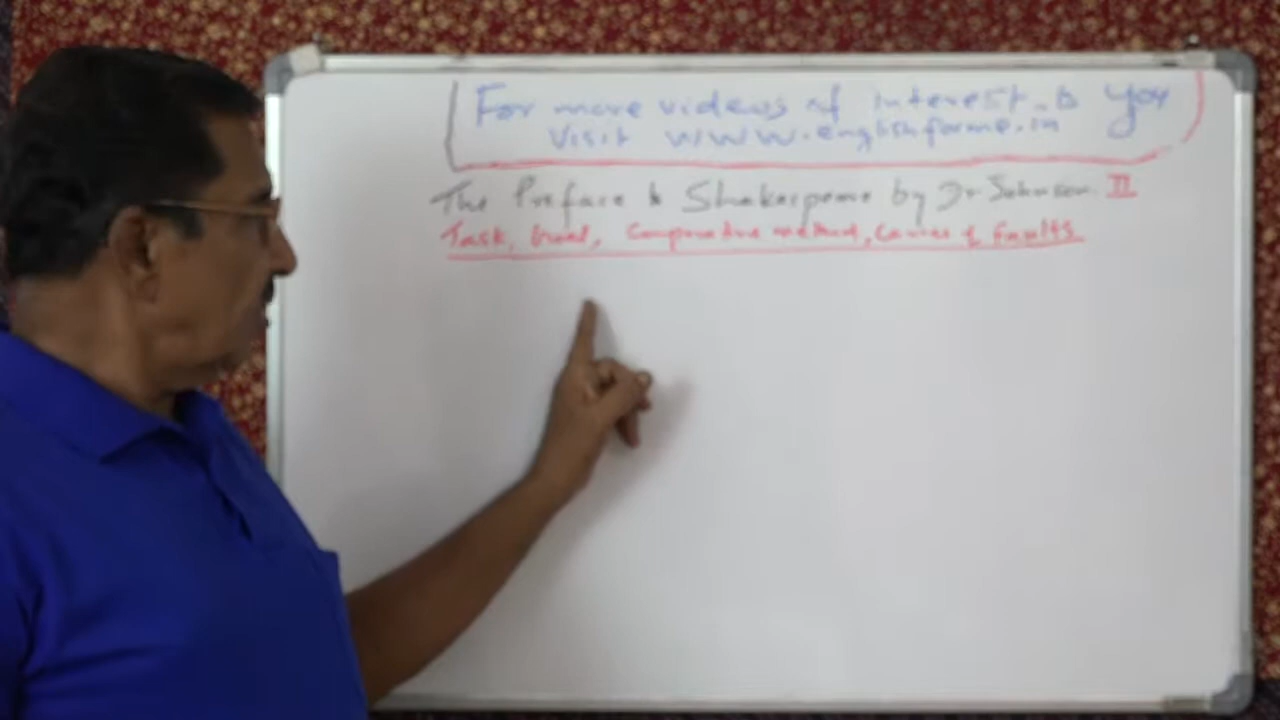 For more videos of interest to you
visit www.englishforme.in
The Preface to Shakespeare by Dr Johnson. II
Task, Comparative method, Causes of Faults